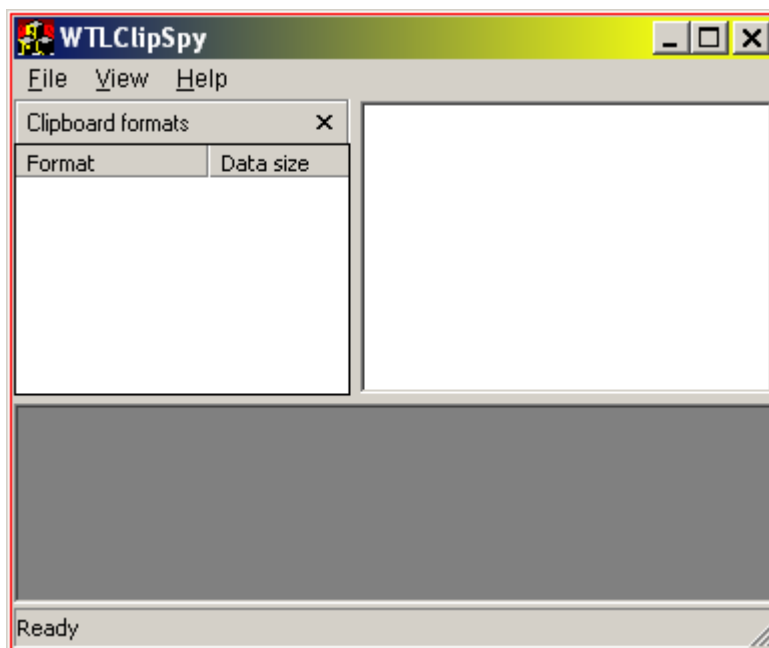 WTLClipSpy
File View Help
Clipboard formats
Format Data size
Ready